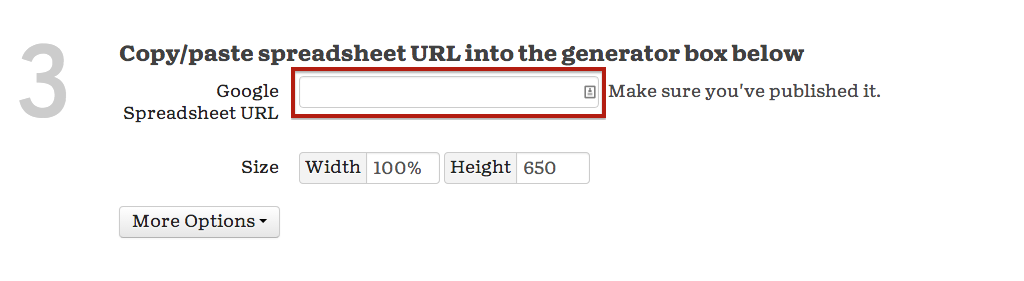 3
Copy/paste spreadsheet URL into the generator box below
Google
Spreadsheet URL
Make sure you've published it.
Size Width 100% Height 650
More Options